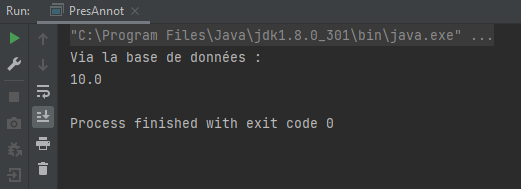 Run: PresAnnot
"C:\Program Files\Java\jdk1.8.0_301\bin\java.exe" ...
Via la base de données :
10.0
Process finished with exit code 0